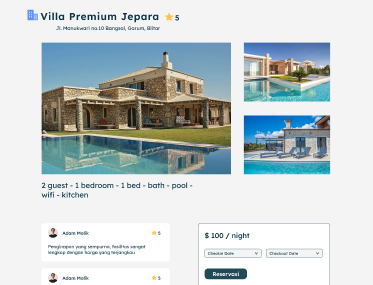 Villa Premium Jepara 5
Jl. Manukwari no.10 Bangsal, Garum, Blitar
2 guest - 1 bedroom - 1 bed - bath - pool -
wifi - kitchen
Adam Malik 5
Penginapan yang sempurna, fasilitas sangat
lengkap dengan harga yang terjangkau
Adam Malik 5
$ 100 / night
Checkin Date
Checkout Date
Reservasi